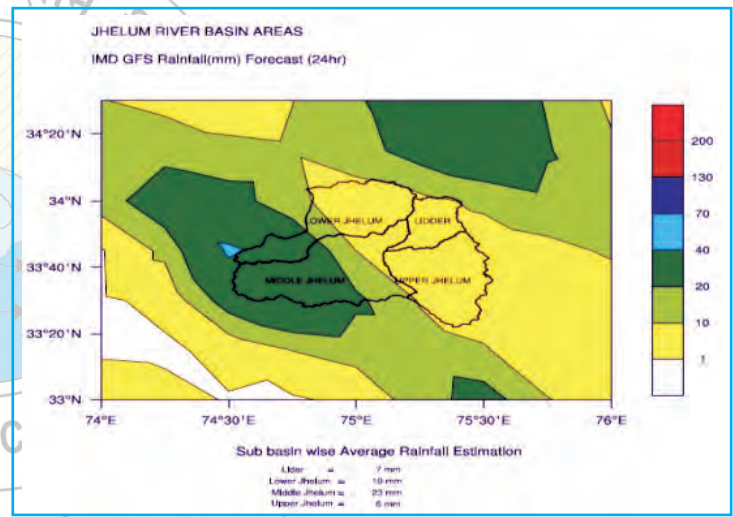 JHELUM RIVER BASIN AREAS
IMD GFS Rainfall(mm) Forecast (24hr)
34°20'N
34°N
33°40'N
33°20'N
33°N
74°E
74°30'E
75°E
75°30'E
76°E
LOWER JHELUM
LIDDER
MIDDLE JHELUM
UPPER JHELUM
200
130
70
40
20
10
1
Sub basin wise Average Rainfall Estimation
Lider = 7 mm
Lower Jhelum = 19 mm
Middle Jhelum = 23 mm
Upper Jhelum = 6 mm